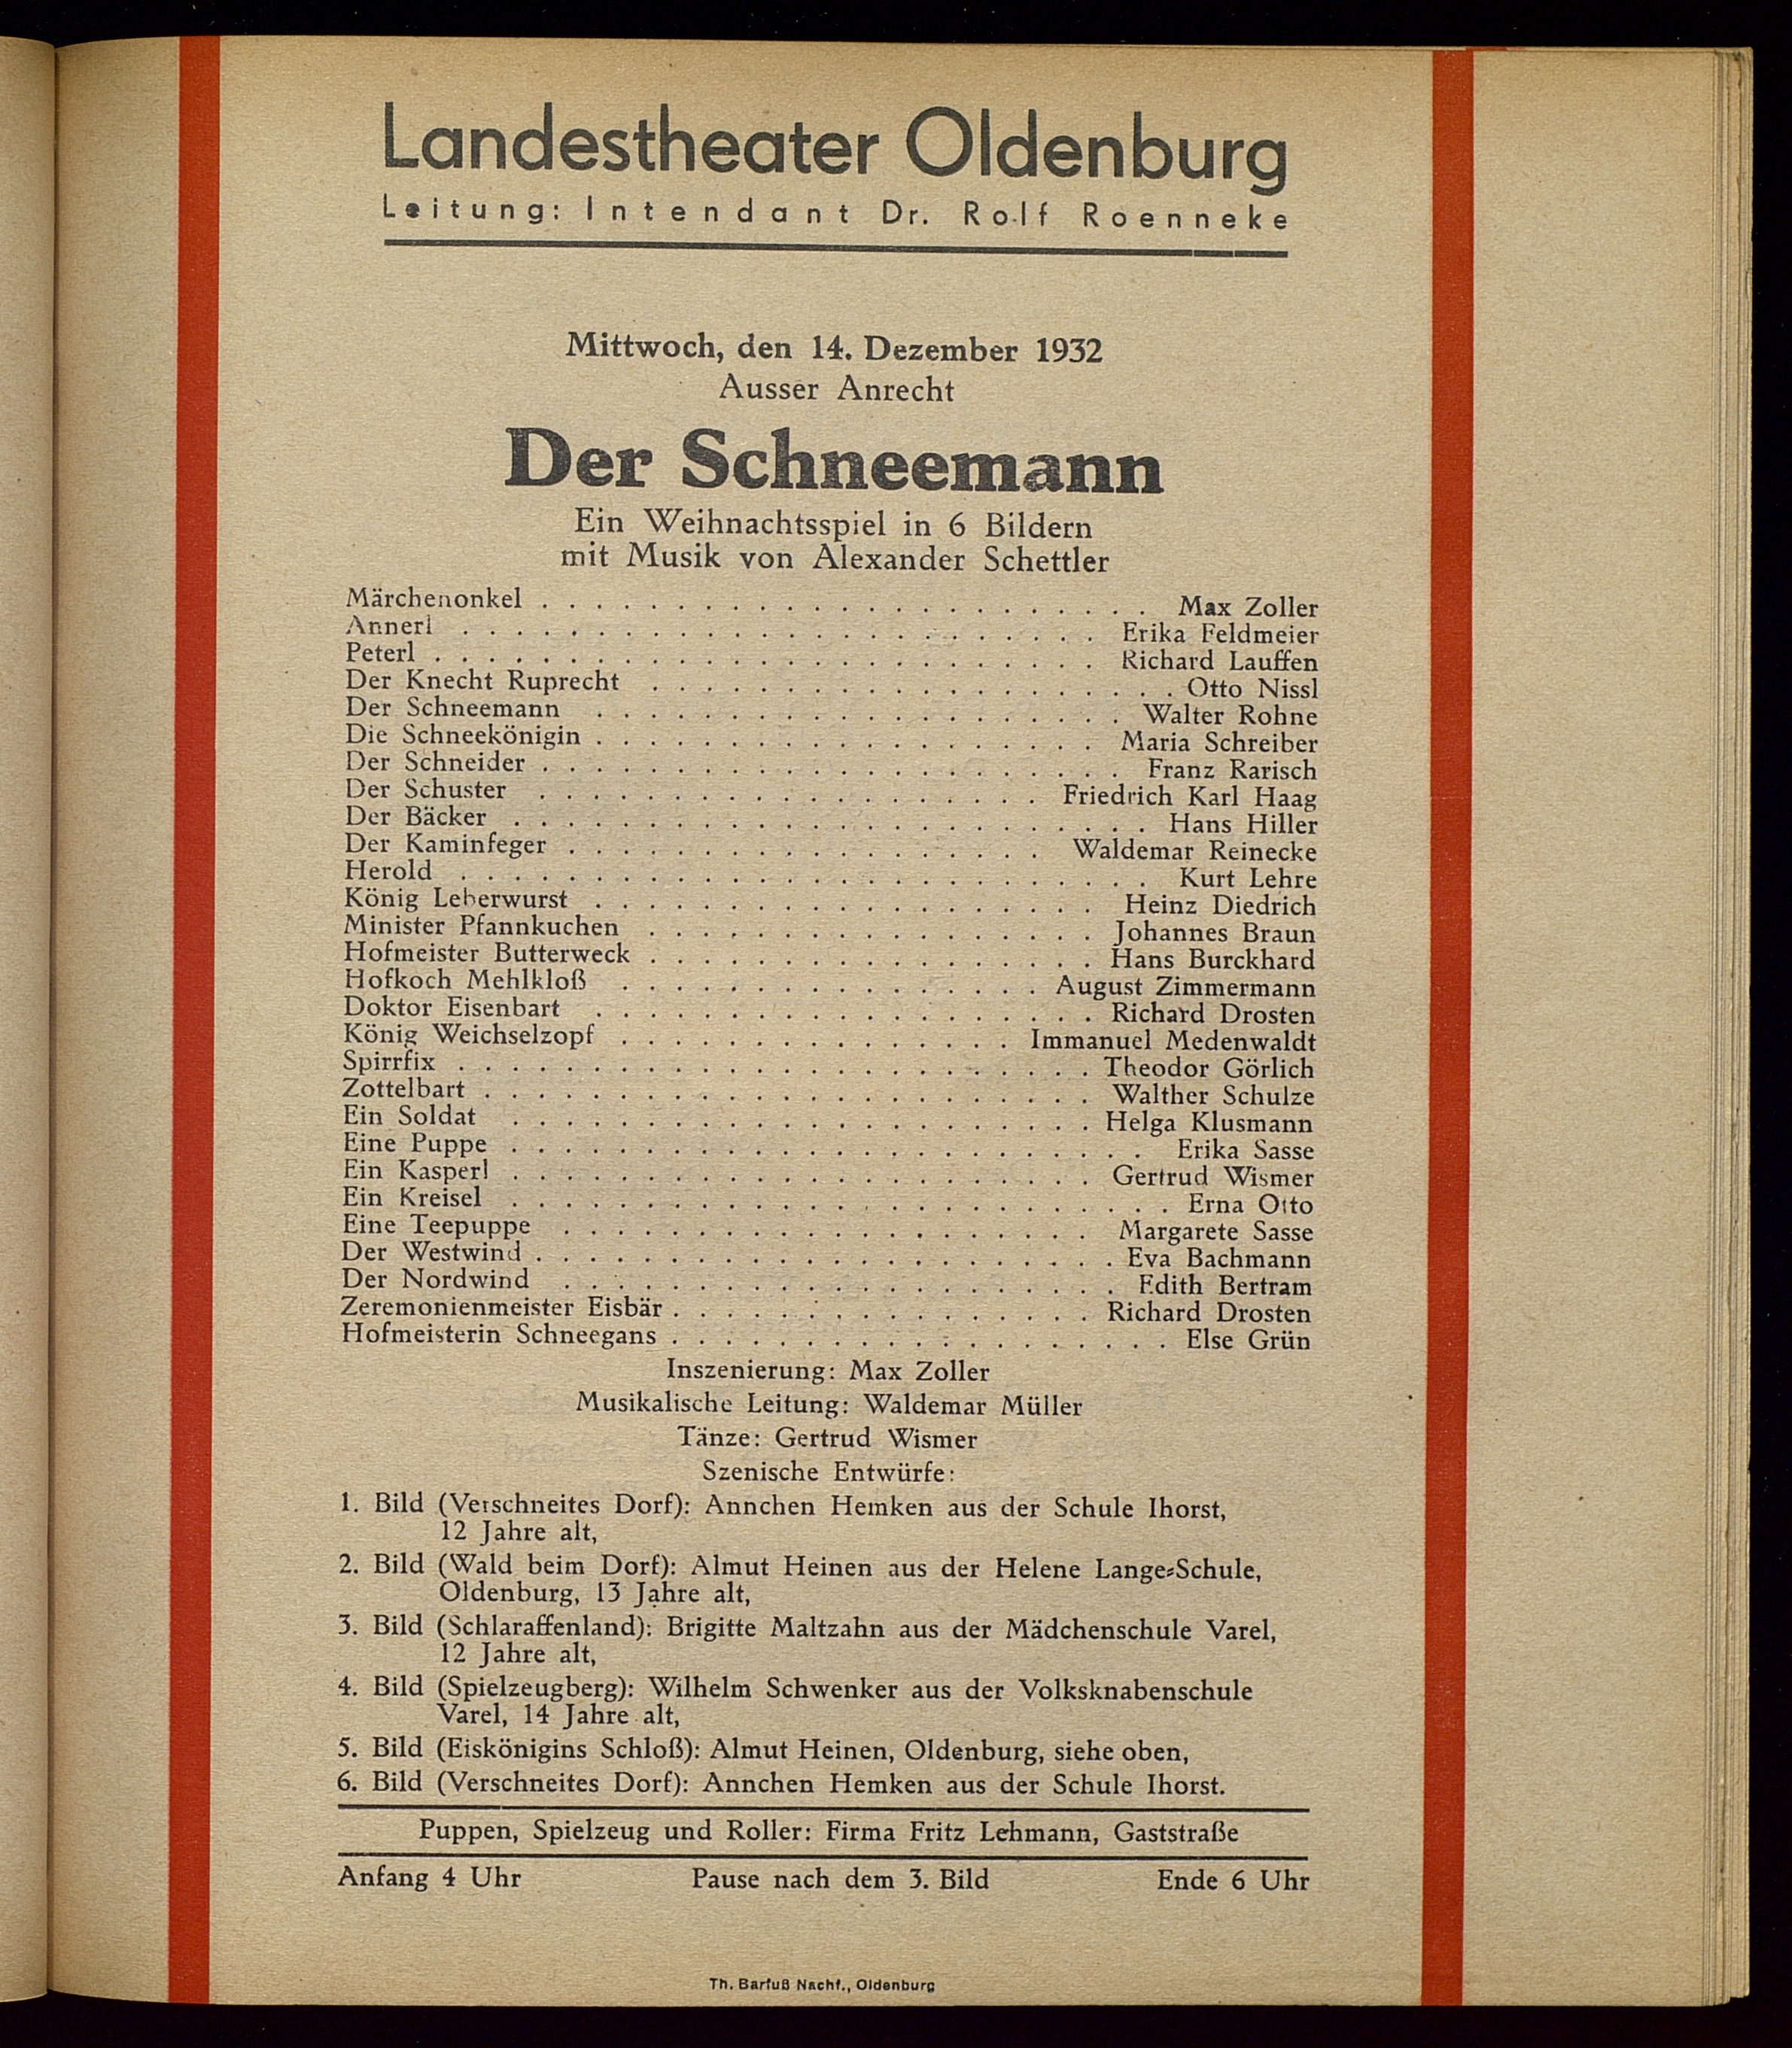 Landestheater Oldenburg
Leitung: Intendant Dr. Rolf Roenneke
Mittwoch, den 14. Dezember 1932
Ausser Anrecht
Der Schneemann
Ein Weihnachtsspiel in 6 Bildern
mit Musik von Alexander Schettler
Märchenonkel . . . . . . . . . . . . . . . . . . . . . . . Max Zoller
Annerl . . . . . . . . . . . . . . . . . . . . . . . . Erika Feldmeier
Peterl . . . . . . . . . . . . . . . . . . . . . . . . . Richard Lauffen
Der Knecht Ruprecht . . . . . . . . . . . . . . . . . . . . Otto Nissl
Der Schneemann . . . . . . . . . . . . . . . . . . . . Walter Rohne
Die Schneekönigin . . . . . . . . . . . . . . . . . . . Maria Schreiber
Der Schneider . . . . . . . . . . . . . . . . . . . . . . Franz Rarisch
Der Schuster . . . . . . . . . . . . . . . . . . . Friedrich Karl Haag
Der Bäcker . . . . . . . . . . . . . . . . . . . . . . . . Hans Hiller
Der Kaminfeger . . . . . . . . . . . . . . . . . . Waldemar Reinecke
Herold . . . . . . . . . . . . . . . . . . . . . . . . . . Kurt Lehre
König Leberwurst . . . . . . . . . . . . . . . . . . . Heinz Diedrich
Minister Pfannkuchen . . . . . . . . . . . . . . . . . Johannes Braun
Hofmeister Butterweck . . . . . . . . . . . . . . . . . Hans Burckhard
Hofkoch Mehlkloß . . . . . . . . . . . . . . . . August Zimmermann
Doktor Eisenbart . . . . . . . . . . . . . . . . . . . . Richard Drosten
König Weichselzopf . . . . . . . . . . . . . . . Immanuel Medenwaldt
Spirrfix . . . . . . . . . . . . . . . . . . . . . . . . Theodor Görlich
Zottelbart . . . . . . . . . . . . . . . . . . . . . . . Walther Schulze
Ein Soldat . . . . . . . . . . . . . . . . . . . . . . Helga Klusmann
Eine Puppe . . . . . . . . . . . . . . . . . . . . . . . . Erika Sasse
Ein Kasperl . . . . . . . . . . . . . . . . . . . . . . Gertrud Wismer
Ein Kreisel . . . . . . . . . . . . . . . . . . . . . . . . . Erna Otto
Eine Teepuppe . . . . . . . . . . . . . . . . . . . . Margarete Sasse
Der Westwind . . . . . . . . . . . . . . . . . . . . . . Eva Bachmann
Der Nordwind . . . . . . . . . . . . . . . . . . . . . Edith Bertram
Zeremonienmeister Eisbär . . . . . . . . . . . . . . . . Richard Drosten
Hofmeisterin Schneegans . . . . . . . . . . . . . . . . . . . Else Grün
Inszenierung: Max Zoller
Musikalische Leitung: Waldemar Müller
Tänze: Gertrud Wismer
Szenische Entwürfe:
1. Bild (Verschneites Dorf): Annchen Hemken aus der Schule Ihorst,
12 Jahre alt,
2. Bild (Wald beim Dorf): Almut Heinen aus der Helene Lange-Schule,
Oldenburg, 13 Jahre alt,
3. Bild (Schlaraffenland): Brigitte Maltzahn aus der Mädchenschule Varel,
12 Jahre alt,
4. Bild (Spielzeugberg): Wilhelm Schwenker aus der Volksknabenschule
Varel, 14 Jahre alt,
5. Bild (Eiskönigins Schloß): Almut Heinen, Oldenburg, siehe oben,
6. Bild (Verschneites Dorf): Annchen Hemken aus der Schule Ihorst.
Puppen, Spielzeug und Roller: Firma Fritz Lehmann, Gaststraße
Anfang 4 Uhr Pause nach dem 3. Bild Ende 6 Uhr
Th. Barfuß Nachf., Oldenburg